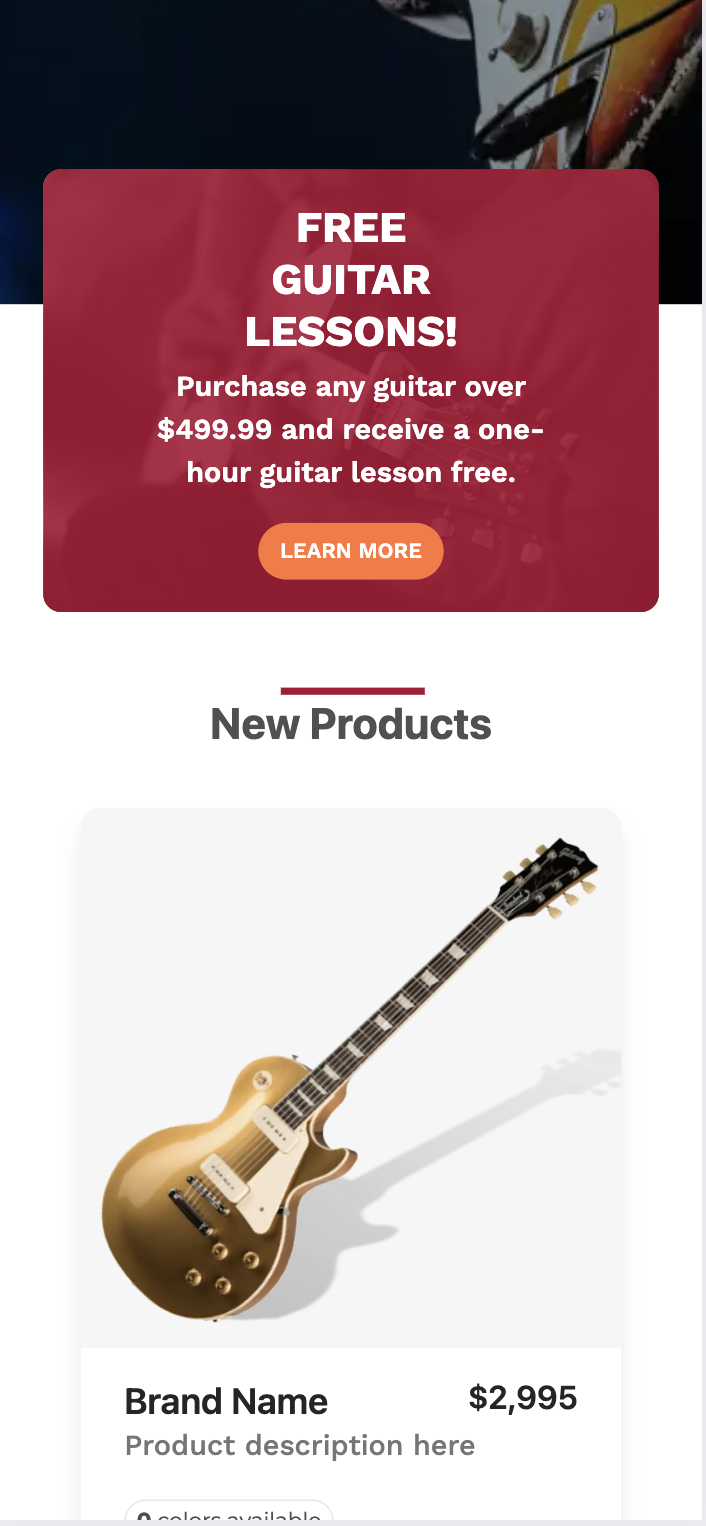 FREE
GUITAR
LESSONS!
Purchase any guitar over
$499.99 and receive a one-
hour guitar lesson free.
LEARN MORE
New Products
Brand Name
$2,995
Product description here
colors available